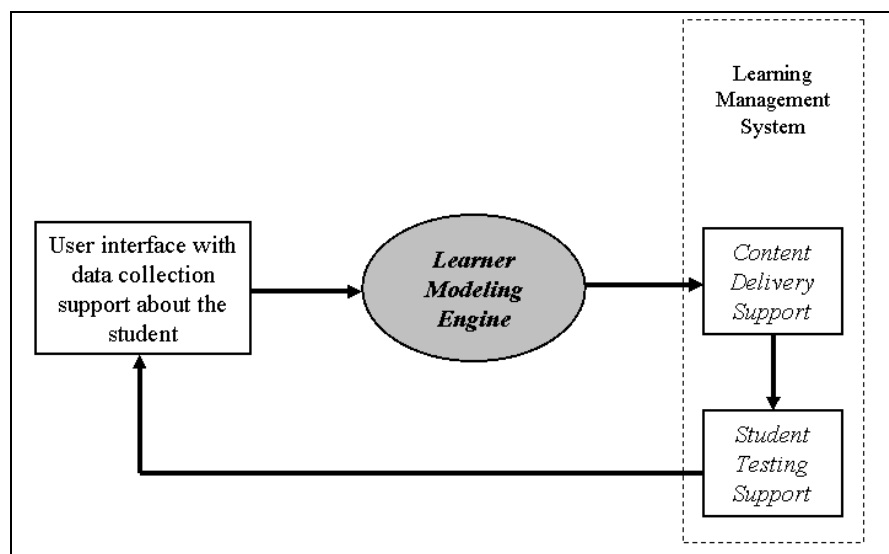 Learning
Management
System
User interface with
data collection
support about the
student
Learner
Modeling
Engine
Content
Delivery
Support
Student
Testing
Support